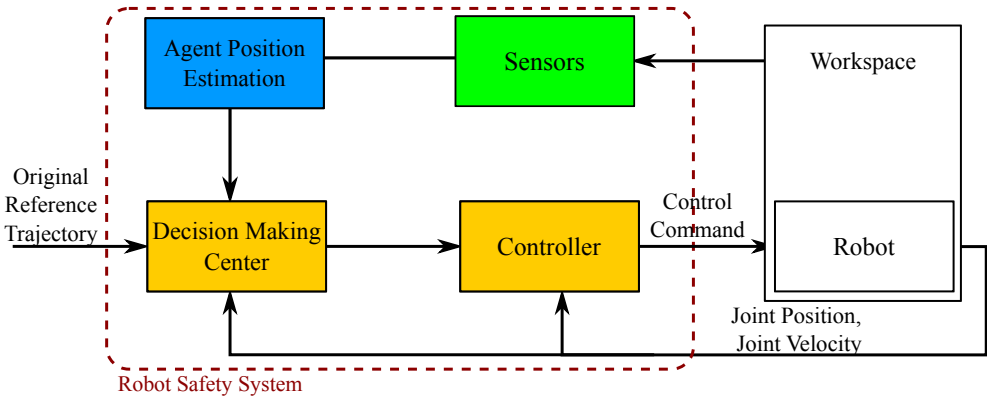 Agent Position
Estimation
Sensors
Workspace
Original
Reference
Trajectory
Decision Making
Center
Controller
Control
Command
Robot
Joint Position,
Joint Velocity
Robot Safety System